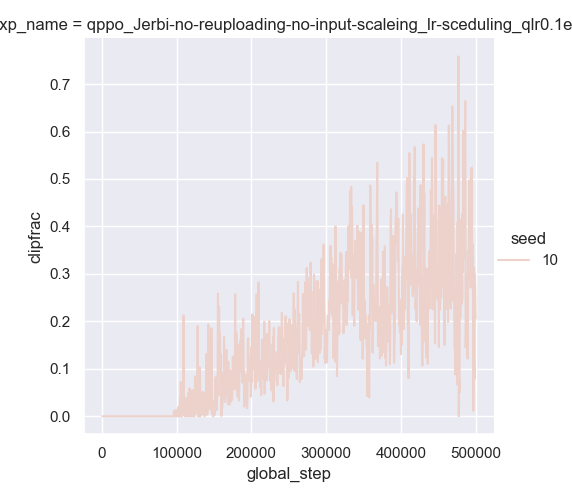 xp_name = qppo_Jerbi-no-reuploading-no-input-scaleing_lr-sceduling_qlr0.1e
0.7
0.6
0.5
0.4
0.3
0.2
0.1
0.0
dipfrac
0 100000 200000 300000 400000 500000
global_step
seed
10